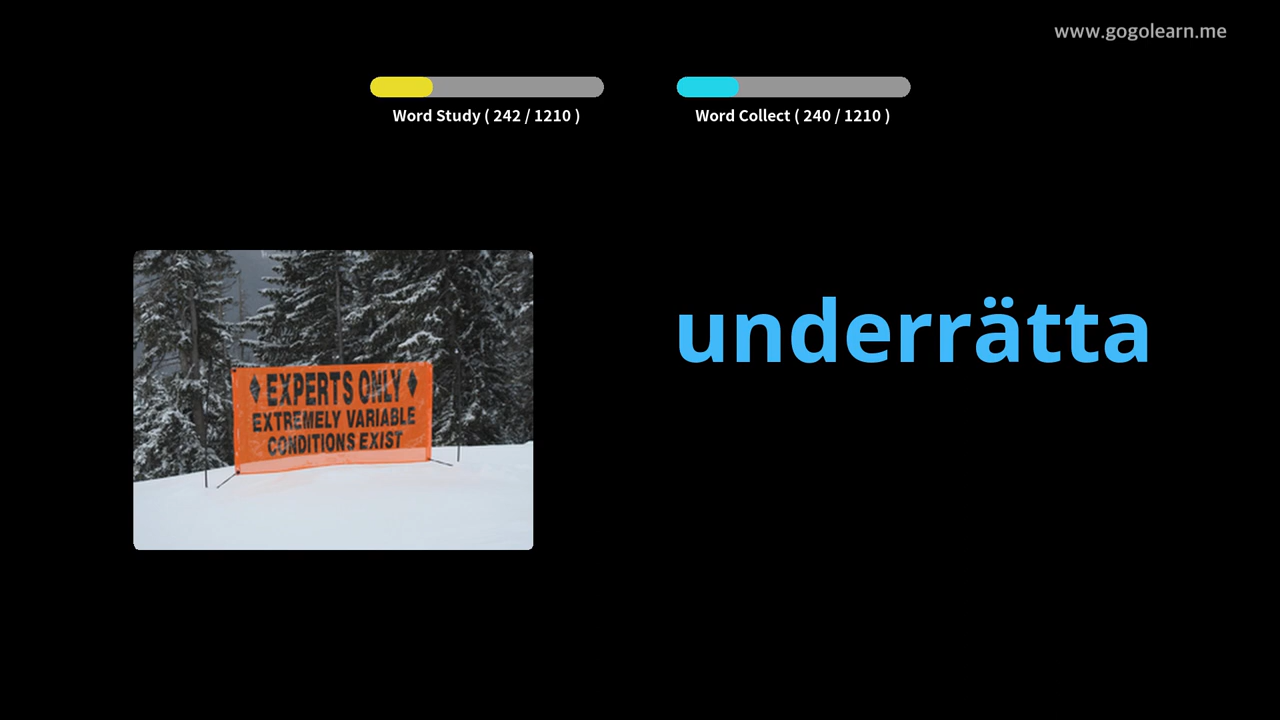 www.gogolearn.me
Word Study ( 242 / 1210 )
Word Collect ( 240 / 1210 )
EXPERTS ONLY
EXTREMELY VARIABLE
CONDITIONS EXIST
underrätta